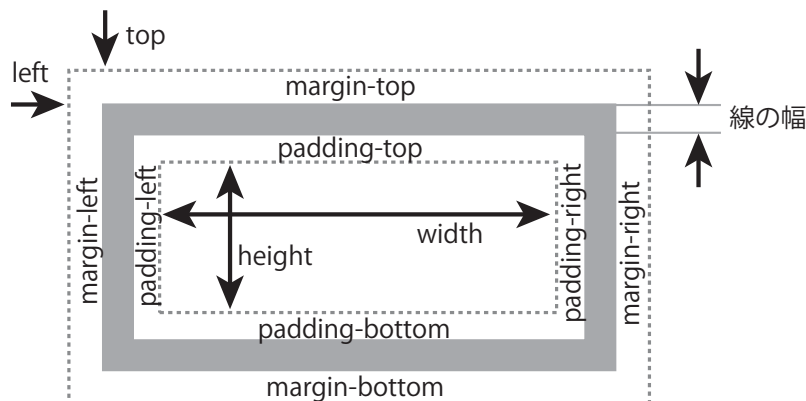 top
left
margin-top
線の幅
padding-top
margin-left
padding-left
width
height
padding-right
margin-right
padding-bottom
margin-bottom